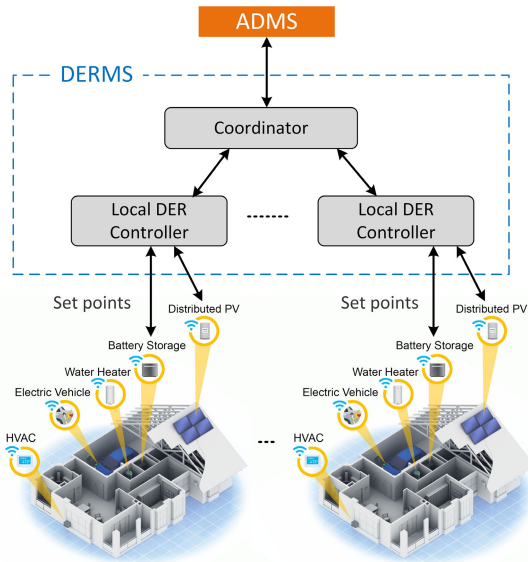 ADMS
DERMS
Coordinator
Local DER
Controller
Local DER
Controller
Set points
Distributed PV
Battery Storage
Water Heater
Electric Vehicle
HVAC
Set points
Distributed PV
Battery Storage
Water Heater
Electric Vehicle
HVAC